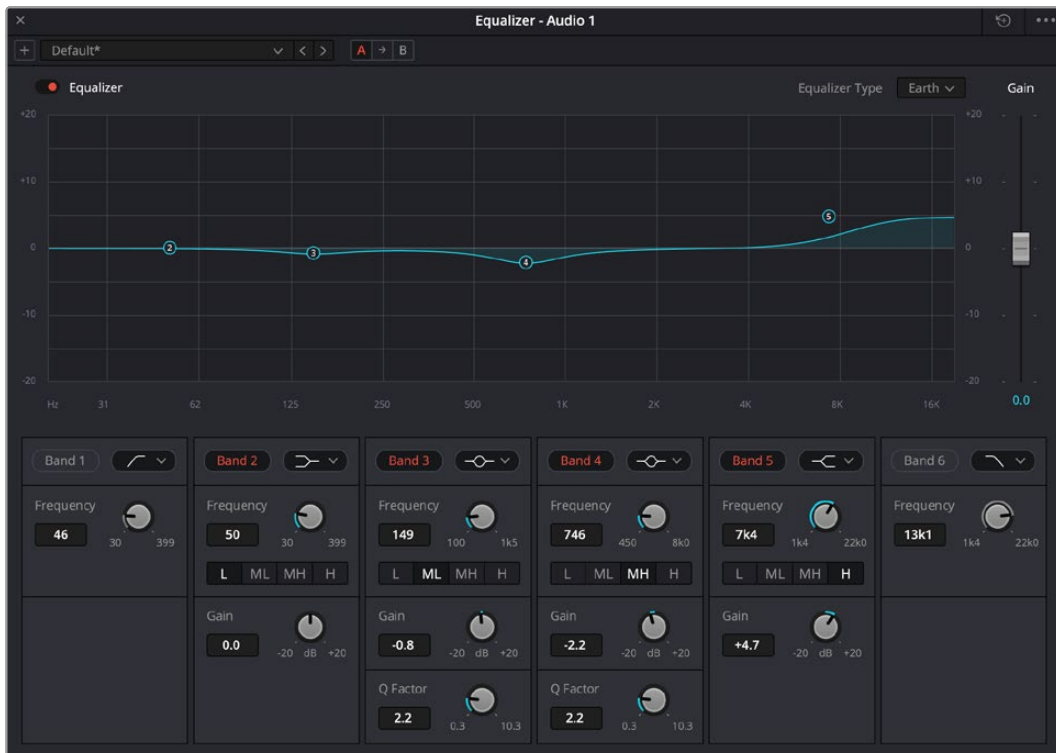 Equalizer - Audio 1
Default*
A
B
Equalizer
Equalizer Type
Earth
Gain
+20
+20
+10
+10
0
2
3
4
5
0
-10
-10
-20
-20
Hz 31 62 125 250 500 1K 2K 4K 8K 16K
0.0
Band 1
Band 2
Band 3
Band 4
Band 5
Band 6
Frequency
46
30 399
Frequency
50
30 399
L ML MH H
Frequency
149
100 1k5
L ML MH H
Frequency
746
450 8k0
L ML MH H
Frequency
7k4
1k4 22k0
L ML MH H
Frequency
13k1
1k4 22k0
Gain
0.0
-20 dB +20
Gain
-0.8
-20 dB +20
Gain
-2.2
-20 dB +20
Gain
+4.7
-20 dB +20
Q Factor
2.2
0.3 10.3
Q Factor
2.2
0.3 10.3